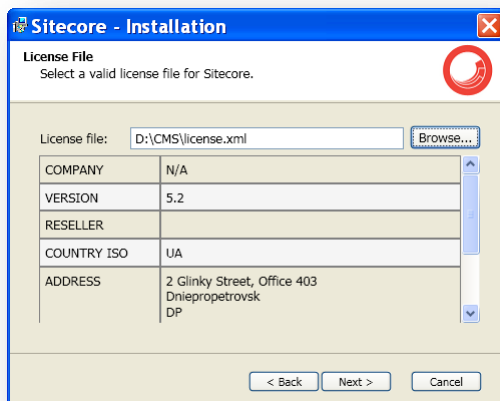 Sitecore - Installation
License File
Select a valid license file for Sitecore.
License file: D:\CMS\license.xml Browse...
COMPANY N/A
VERSION 5.2
RESELLER
COUNTRY ISO UA
ADDRESS 2 Glinky Street, Office 403
Dniepropetrovsk
DP
< Back Next > Cancel